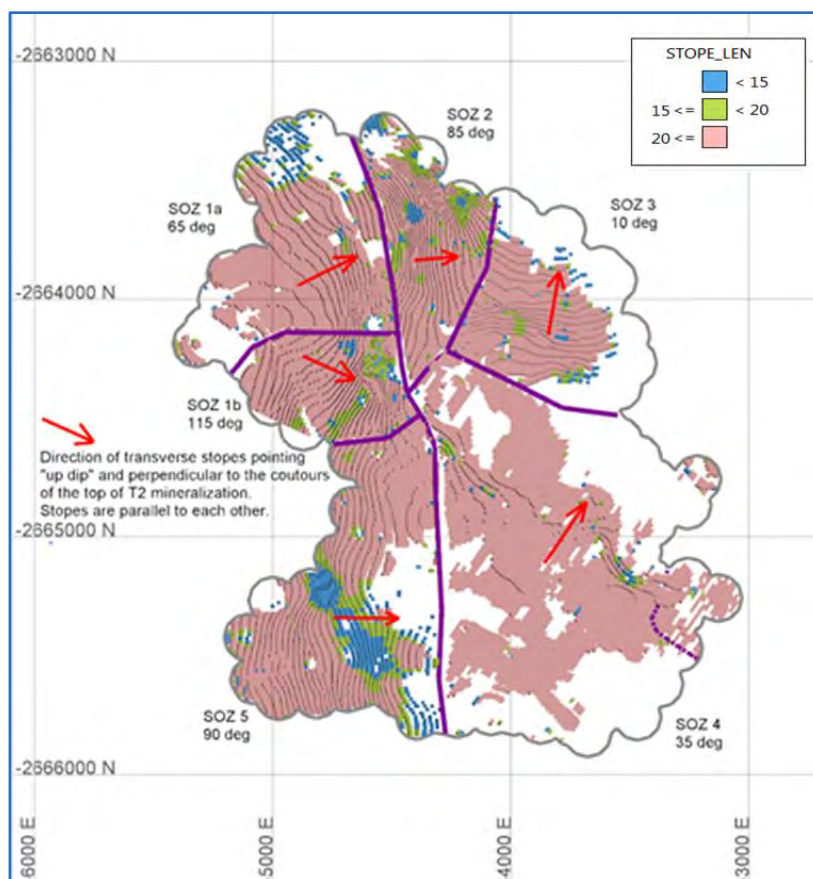 -2663000 N
STOPE_LEN
< 15
15 <= < 20
20 <=
SOZ 2
85 deg
SOZ 1a
65 deg
SOZ 3
10 deg
-2664000 N
SOZ 1b
115 deg
Direction of transverse stopes pointing
"up dip" and perpendicular to the coutours
of the top of T2 mineralization.
Stopes are parallel to each other.
-2665000 N
SOZ 5
90 deg
SOZ 4
35 deg
-2666000 N
6000 E
5000 E
4000 E
3000 E